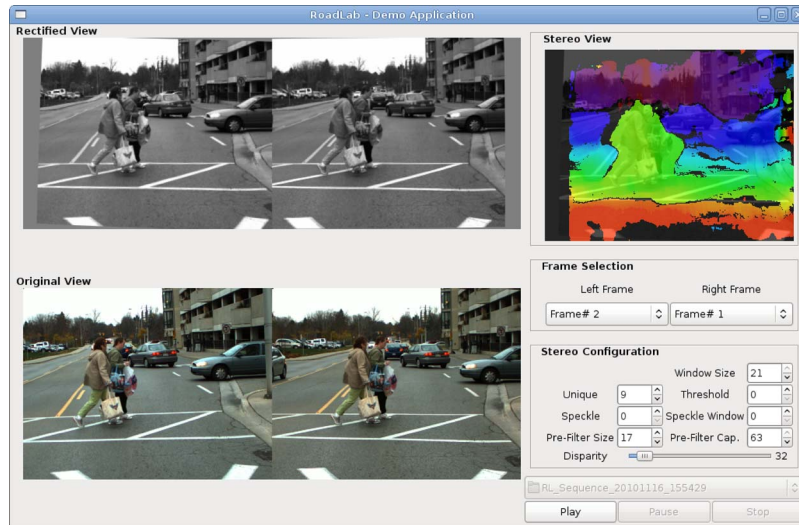 RoadLab - Demo Application
Rectified View
Stereo View
Original View
Frame Selection
Left Frame Right Frame
Frame# 2 Frame# 1
Stereo Configuration
Window Size 21
Unique 9 Threshold 0
Speckle 0 Speckle Window 0
Pre-Filter Size 17 Pre-Filter Cap. 63
Disparity 32
RL_Sequence_20101116_155429
Play Pause Stop